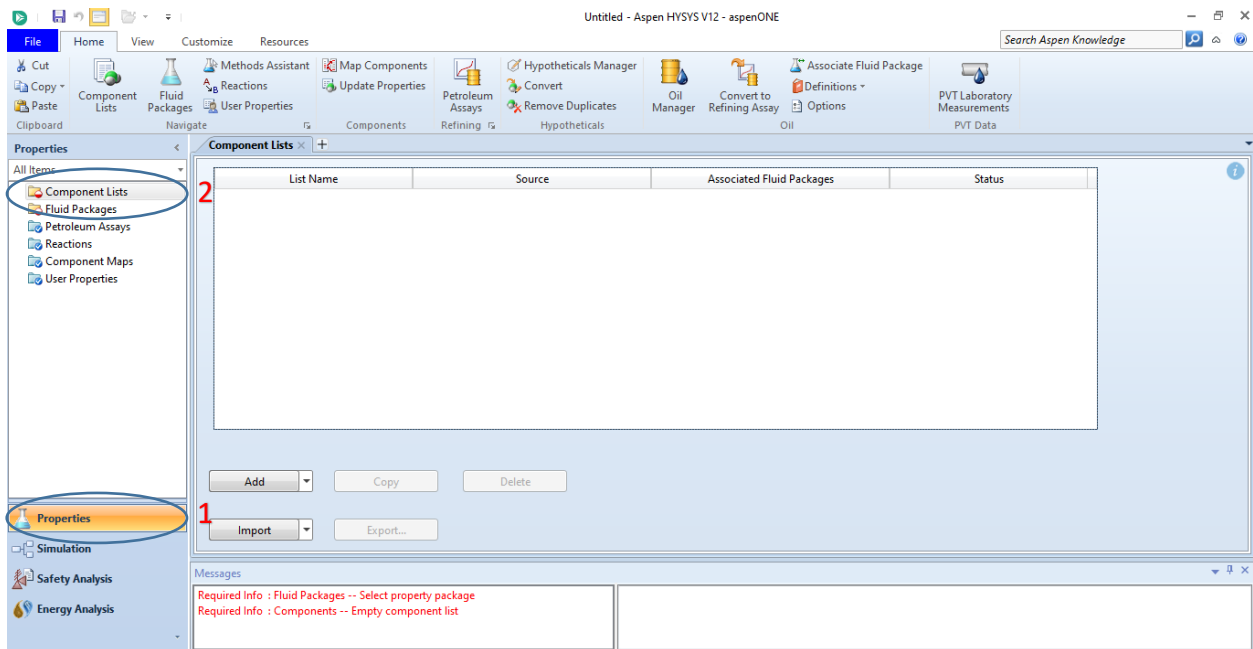 Untitled - Aspen HYSYS V12 - aspenONE
File Home View Customize Resources Search Aspen Knowledge
Cut
Copy
Paste
Clipboard
Component Lists
Fluid Packages
Methods Assistant
Reactions
User Properties
Navigate
Map Components
Update Properties
Components
Petroleum Assays
Refining
Hypotheticals Manager
Convert
Remove Duplicates
Hypotheticals
Oil Manager
Convert to Refining Assay
Associate Fluid Package
Definitions
Options
Oil
PVT Laboratory Measurements
PVT Data
Properties
All Items
Component Lists
Fluid Packages
Petroleum Assays
Reactions
Component Maps
User Properties
2
Properties
1
Simulation
Safety Analysis
Energy Analysis
Component Lists
List Name Source Associated Fluid Packages Status
Add Copy Delete
Import Export...
Messages
Required Info : Fluid Packages -- Select property package
Required Info : Components -- Empty component list